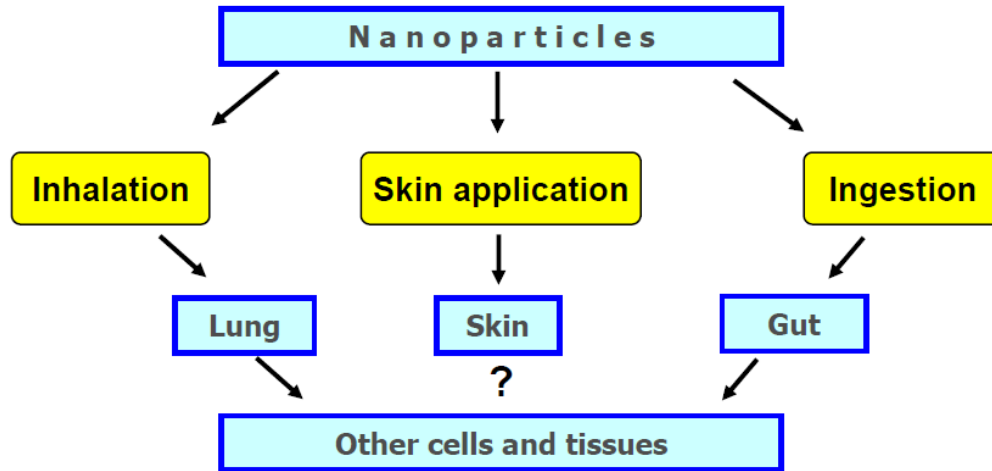 Nanoparticles
Inhalation
Skin application
Ingestion
Lung
Skin
Gut
?
Other cells and tissues